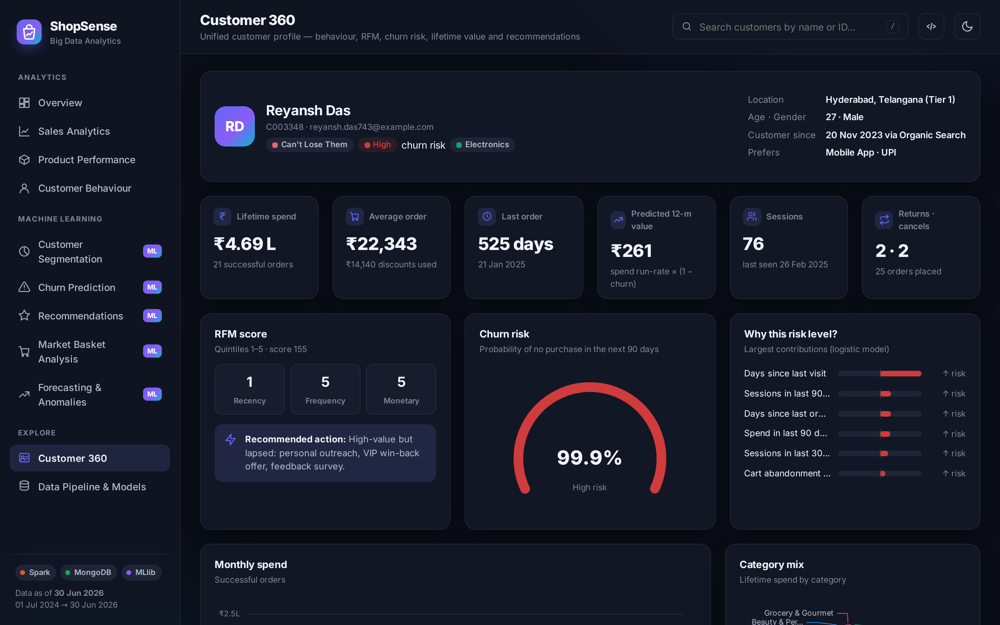 ShopSense
Big Data Analytics
ANALYTICS
Overview
Sales Analytics
Product Performance
Customer Behaviour
MACHINE LEARNING
Customer
Segmentation
ML
Churn Prediction
ML
Recommendations
ML
Market Basket
Analysis
ML
Forecasting &
Anomalies
ML
EXPLORE
Customer 360
Data Pipeline & Models
Spark
MongoDB
MLlib
Data as of 30 Jun 2026
01 Jul 2024 → 30 Jun 2026
Customer 360
Unified customer profile — behaviour, RFM, churn risk, lifetime value and recommendations
Search customers by name or ID...
/
RD
Reyansh Das
C003348 · reyansh.das743@example.com
Can't Lose Them
High
churn risk
Electronics
Location Hyderabad, Telangana (Tier 1)
Age · Gender 27 · Male
Customer since 20 Nov 2023 via Organic Search
Prefers Mobile App · UPI
Lifetime spend
₹4.69 L
21 successful orders
Average order
₹22,343
₹14,140 discounts used
Last order
525 days
21 Jan 2025
Predicted 12-m
value
₹261
spend run-rate × (1 −
churn)
Sessions
76
last seen 26 Feb 2025
Returns ·
cancels
2 · 2
25 orders placed
RFM score
Quintiles 1–5 · score 155
1
Recency
5
Frequency
5
Monetary
Recommended action: High-value but
lapsed: personal outreach, VIP win-back
offer, feedback survey.
Churn risk
Probability of no purchase in the next 90 days
99.9%
High risk
Why this risk level?
Largest contributions (logistic model)
Days since last visit ↑ risk
Sessions in last 90... ↑ risk
Days since last or... ↑ risk
Spend in last 90 d... ↑ risk
Sessions in last 30... ↑ risk
Cart abandonment ... ↑ risk
Monthly spend
Successful orders
₹2.5L
Category mix
Lifetime spend by category
Grocery & Gourmet
Beauty & Per...